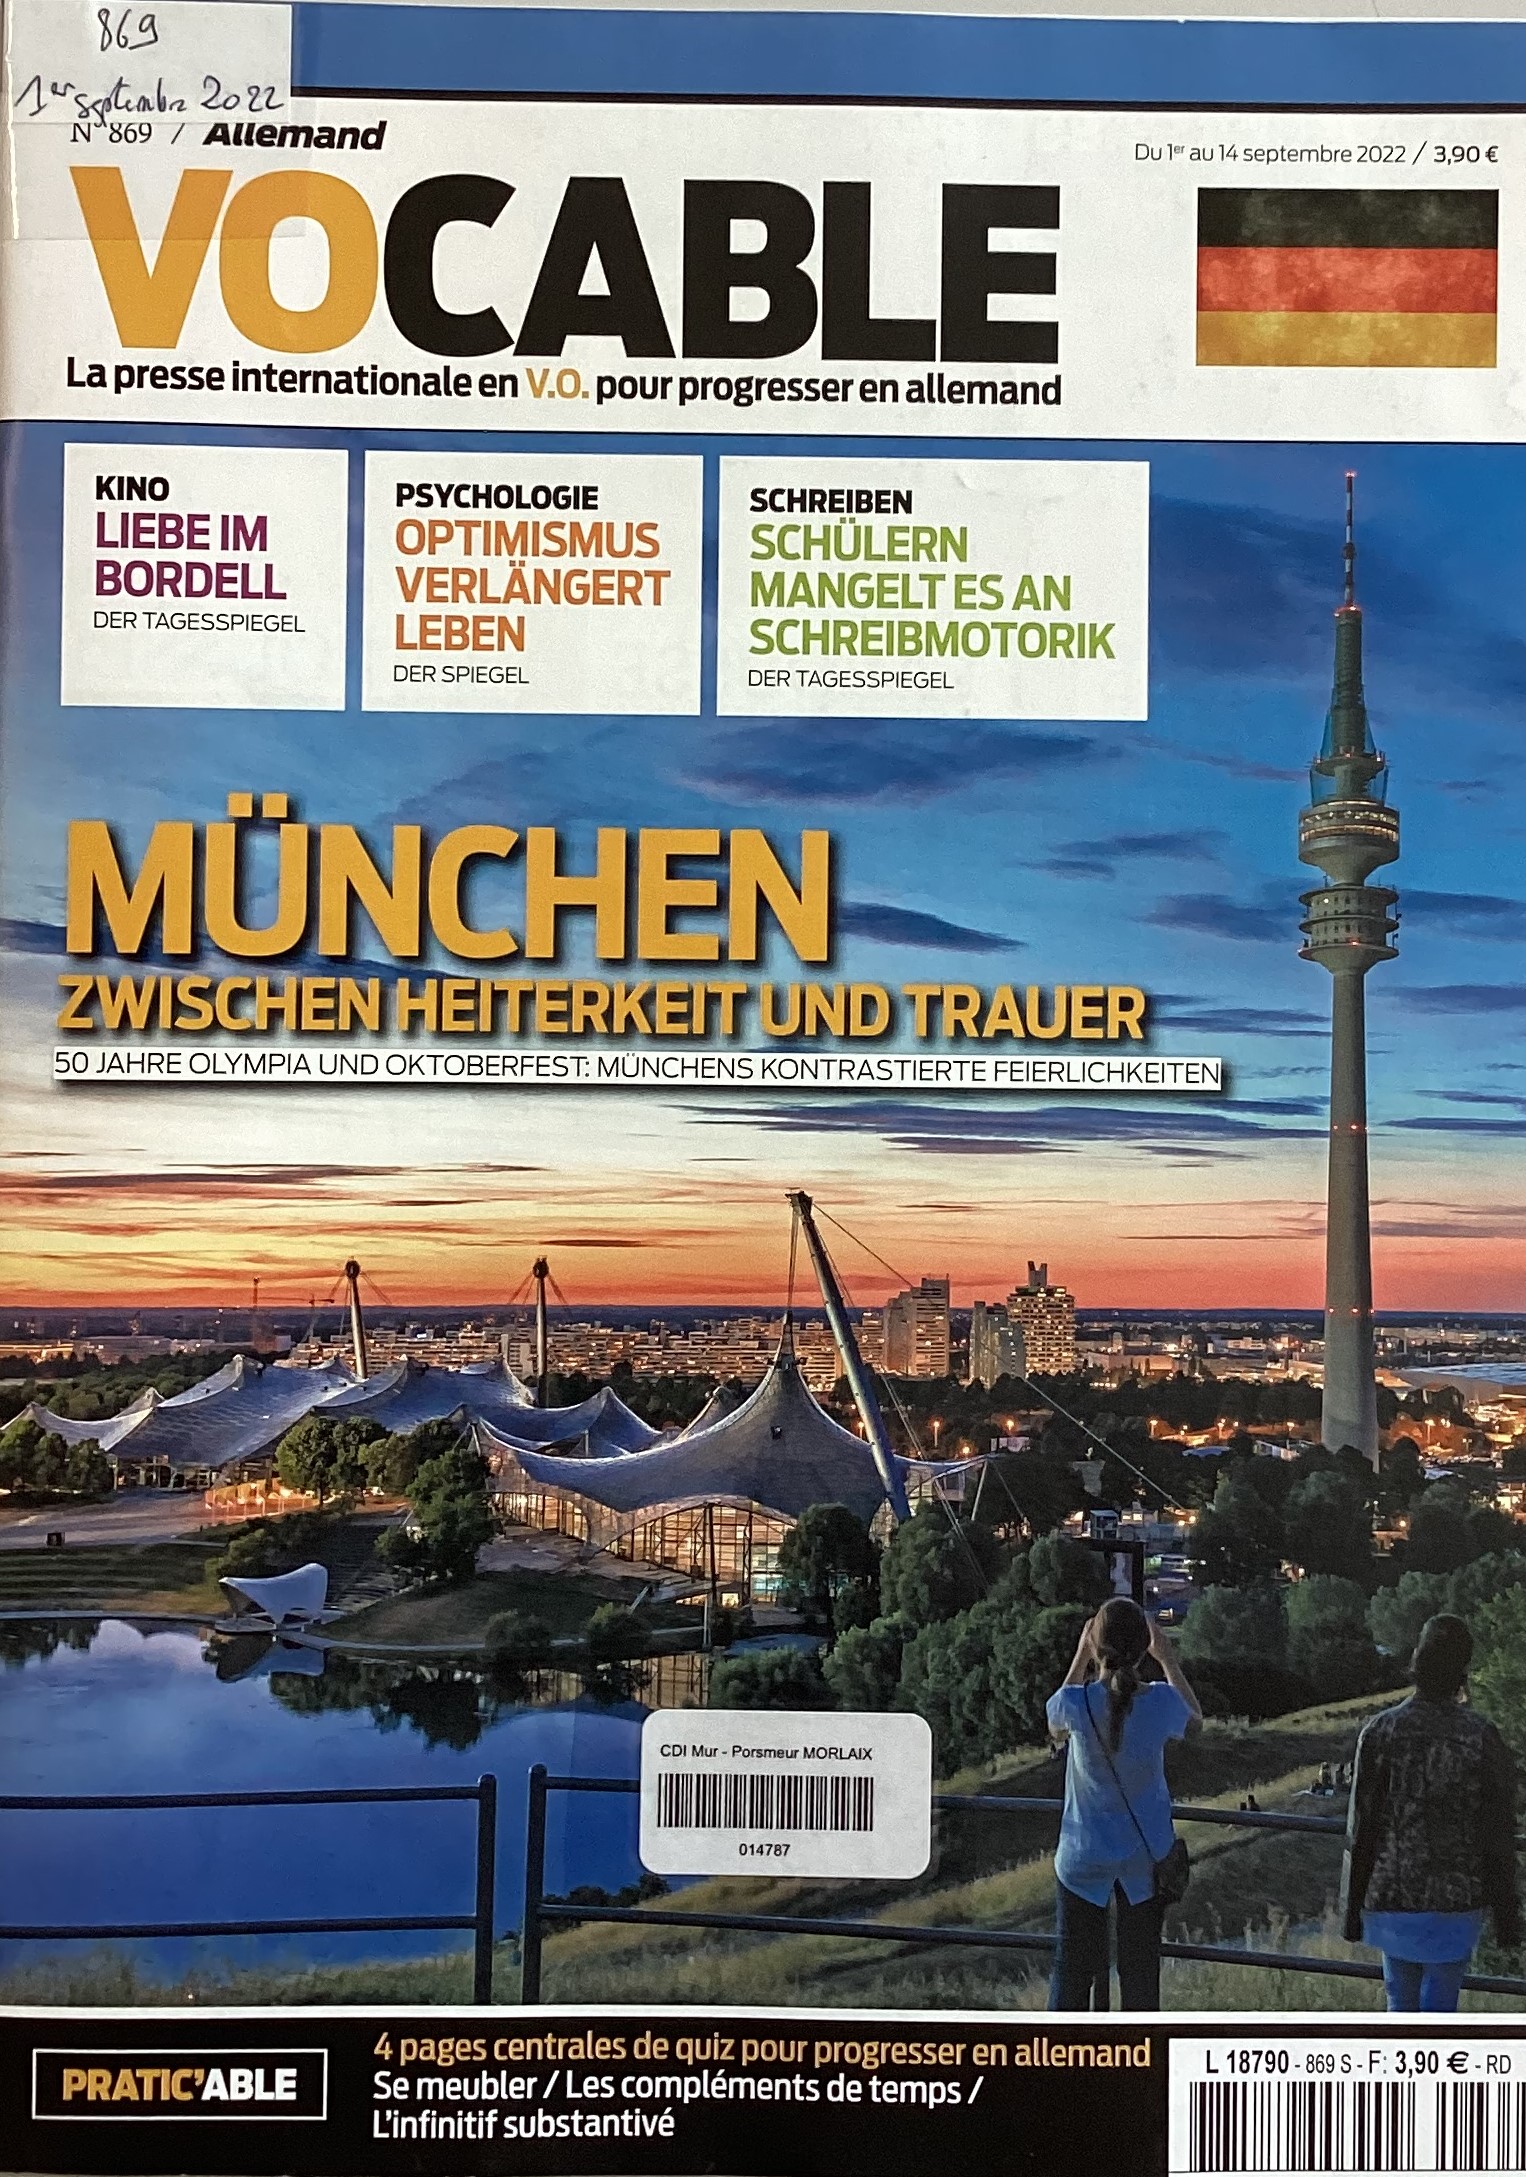 869
1er septembre 2022
N°869 / Allemand
Du 1er au 14 septembre 2022 / 3,90 €
VOCABLE
La presse internationale en V.O. pour progresser en allemand
KINO
LIEBE IM
BORDELL
DER TAGESSPIEGEL
PSYCHOLOGIE
OPTIMISMUS
VERLÄNGERT
LEBEN
DER SPIEGEL
SCHREIBEN
SCHÜLERN
MANGELT ES AN
SCHREIBMOTORIK
DER TAGESSPIEGEL
MÜNCHEN
ZWISCHEN HEITERKEIT UND TRAUER
50 JAHRE OLYMPIA UND OKTOBERFEST: MÜNCHENS KONTRASTIERTE FEIERLICHKEITEN
CDI Mur - Porsmeur MORLAIX
014787
PRATIC'ABLE
4 pages centrales de quiz pour progresser en allemand
Se meubler / Les compléments de temps /
L'infinitif substantivé
L 18790 - 869 S - F: 3,90 € - RD